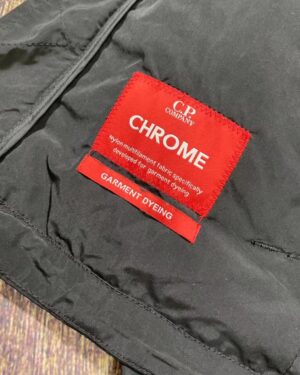 C.P.
COMPANY
CHROME
nylon multifilament fabric specifically
developed for garment dyeing
GARMENT DYEING